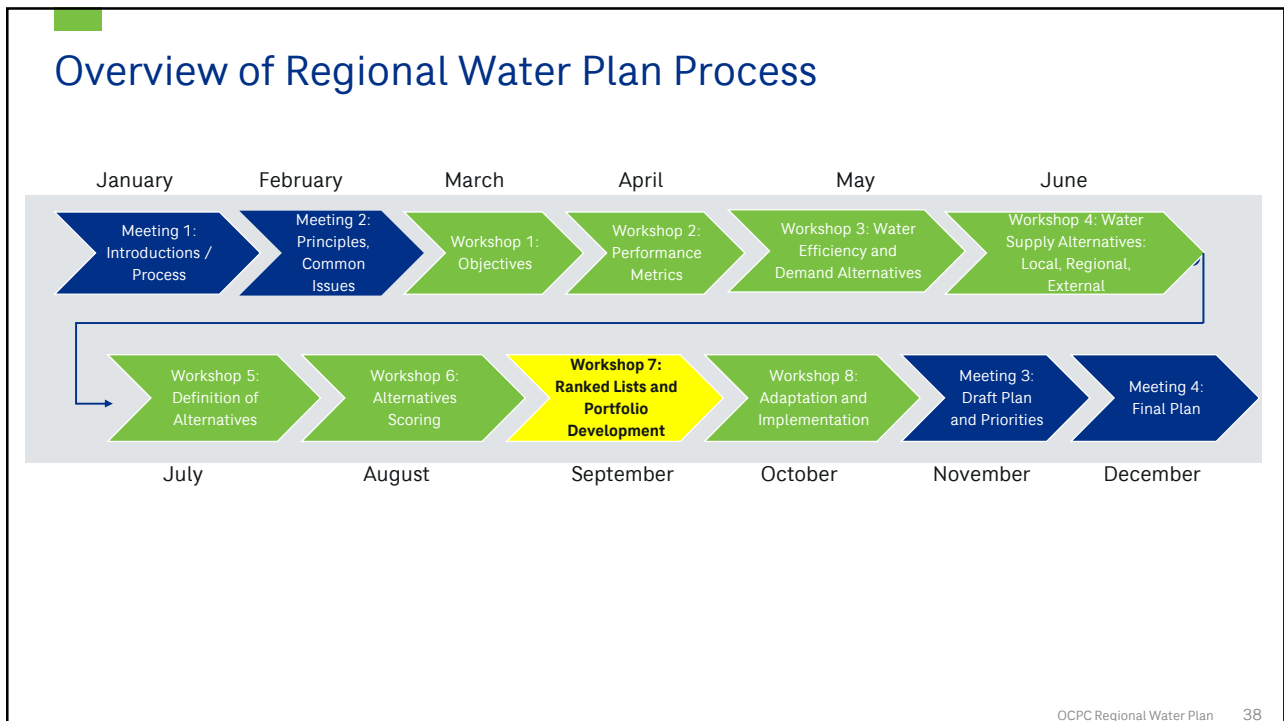 Overview of Regional Water Plan Process
January February March April May June
Meeting 1:
Introductions /
Process
Meeting 2:
Principles,
Common
Issues
Workshop 1:
Objectives
Workshop 2:
Performance
Metrics
Workshop 3: Water
Efficiency and
Demand Alternatives
Workshop 4: Water
Supply Alternatives:
Local, Regional,
External
Workshop 5:
Definition of
Alternatives
Workshop 6:
Alternatives
Scoring
Workshop 7:
Ranked Lists and
Portfolio
Development
Workshop 8:
Adaptation and
Implementation
Meeting 3:
Draft Plan
and Priorities
Meeting 4:
Final Plan
July August September October November December
OCPC Regional Water Plan 38